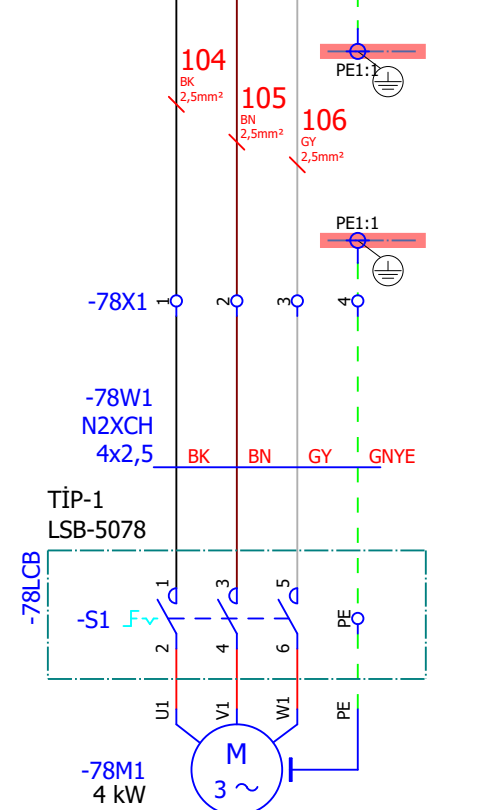 PE1:1
104
BK
2,5mm²
105
BN
2,5mm²
106
GY
2,5mm²
PE1:1
-78X1
1
2
3
4
-78W1
N2XCH
4x2,5
BK
BN
GY
GNYE
TİP-1
LSB-5078
-78LCB
1
3
5
-S1
PE
2
4
6
U1
V1
W1
PE
M
3 ~
-78M1
4 kW